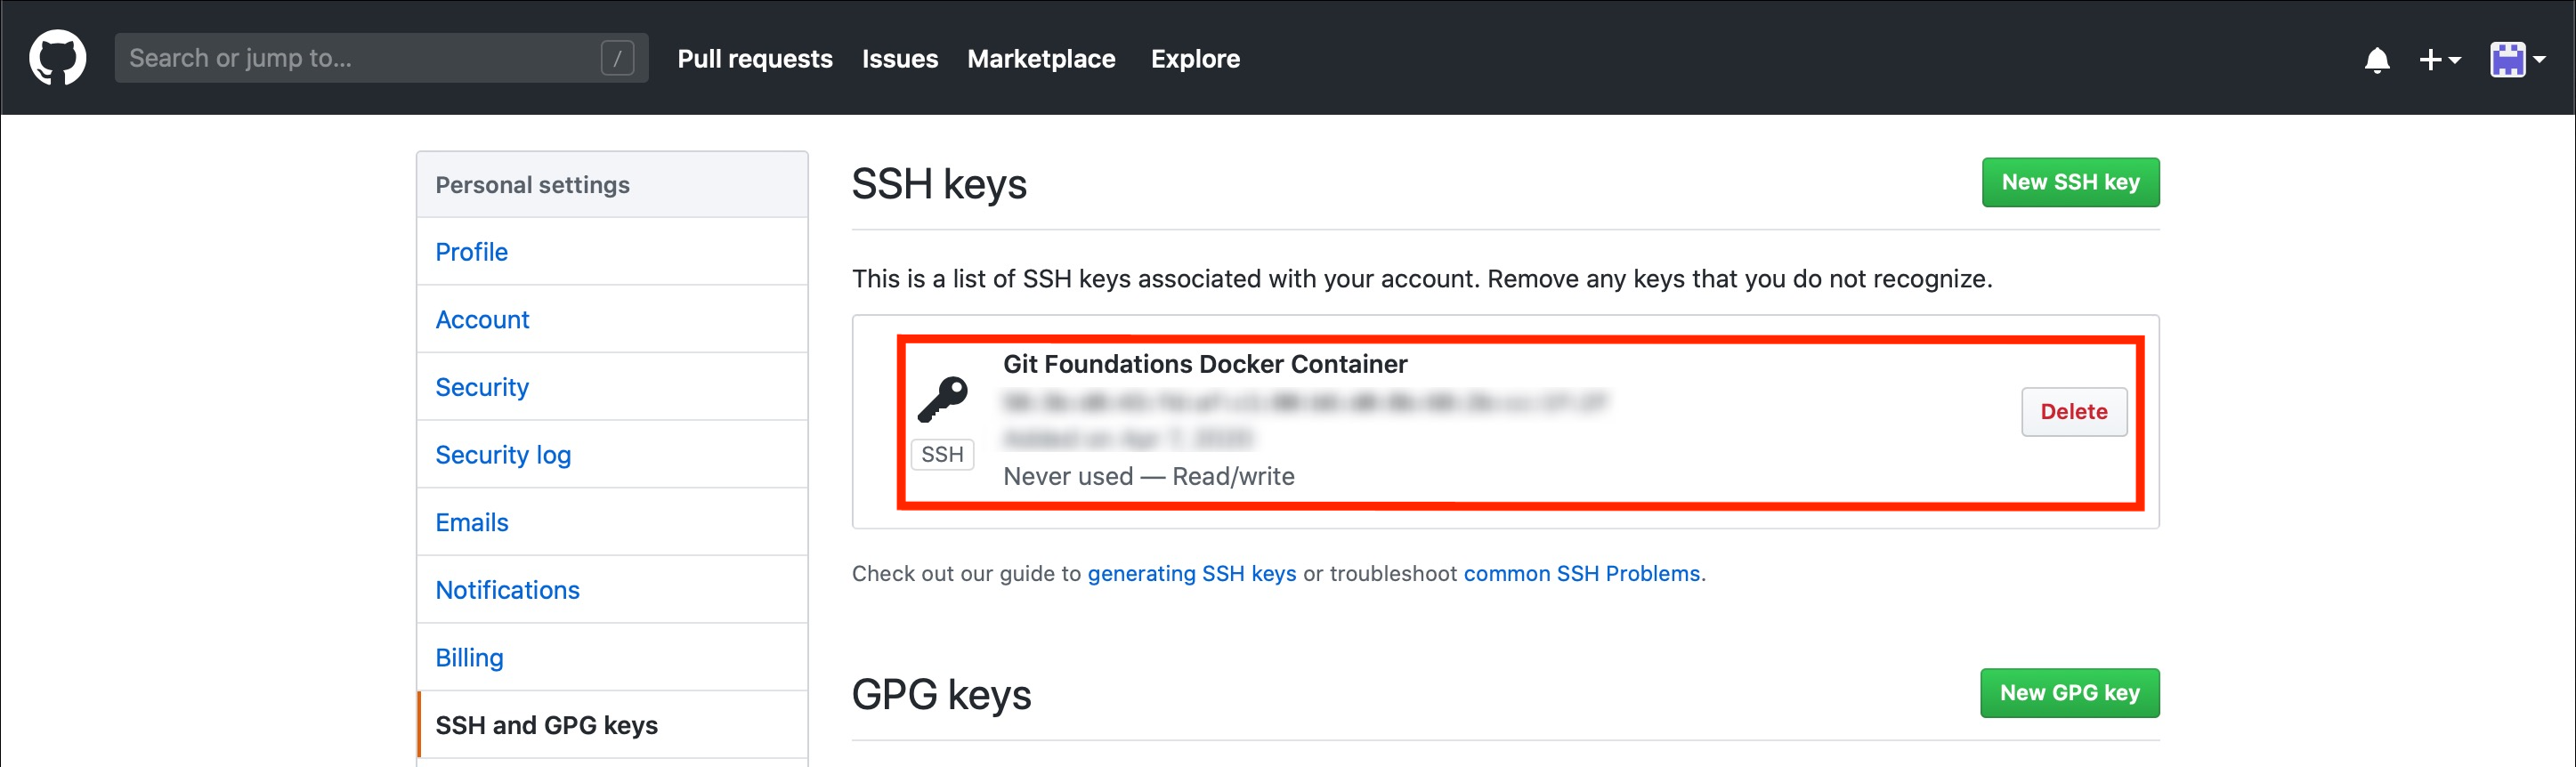 Search or jump to... /
Pull requests
Issues
Marketplace
Explore
Personal settings
Profile
Account
Security
Security log
Emails
Notifications
Billing
SSH and GPG keys
SSH keys
New SSH key
This is a list of SSH keys associated with your account. Remove any keys that you do not recognize.
Git Foundations Docker Container
SSH
Never used — Read/write
Delete
Check out our guide to generating SSH keys or troubleshoot common SSH Problems.
GPG keys
New GPG key